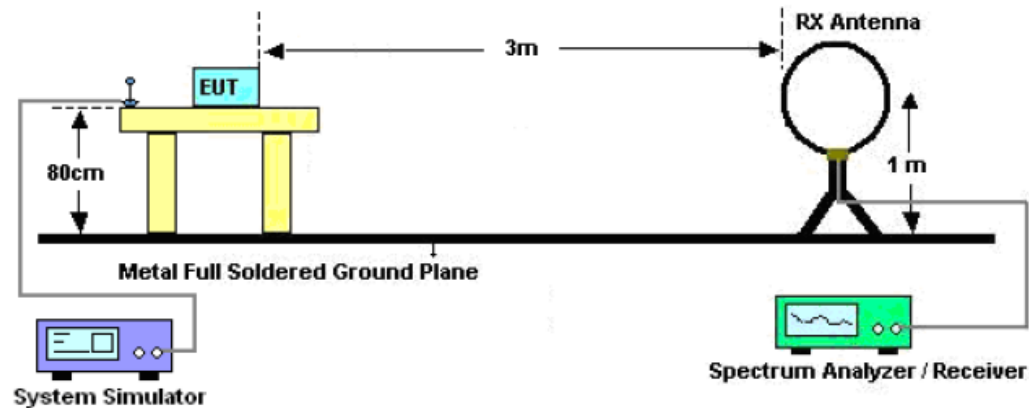 RX Antenna
3m
EUT
80cm
1 m
Metal Full Soldered Ground Plane
System Simulator
Spectrum Analyzer / Receiver